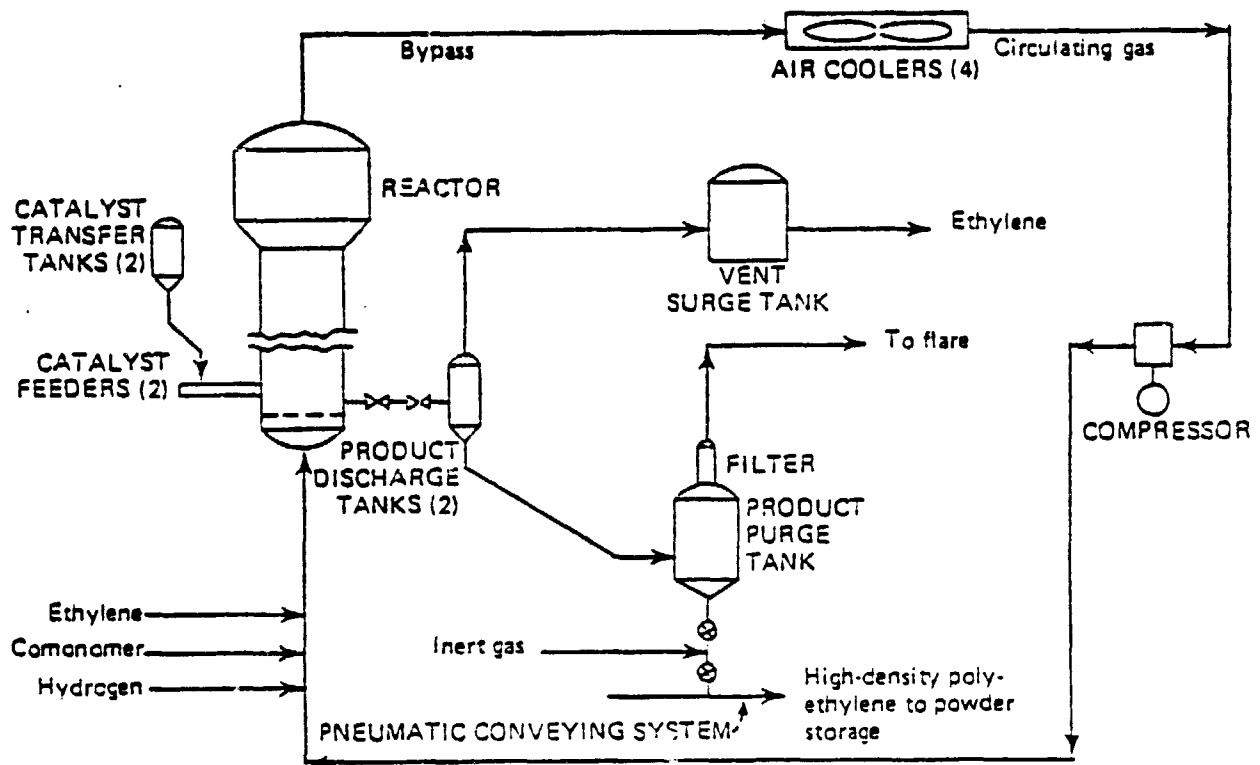 Bypass
AIR COOLERS (4)
Circulating gas
REACTOR
CATALYST
TRANSFER
TANKS (2)
Ethylene
VENT
SURGE TANK
To flare
CATALYST
FEEDERS (2)
COMPRESSOR
PRODUCT
DISCHARGE
TANKS (2)
FILTER
PRODUCT
PURGE
TANK
Ethylene
Comonomer
Hydrogen
Inert gas
High-density poly-
ethylene to powder
storage
PNEUMATIC CONVEYING SYSTEM